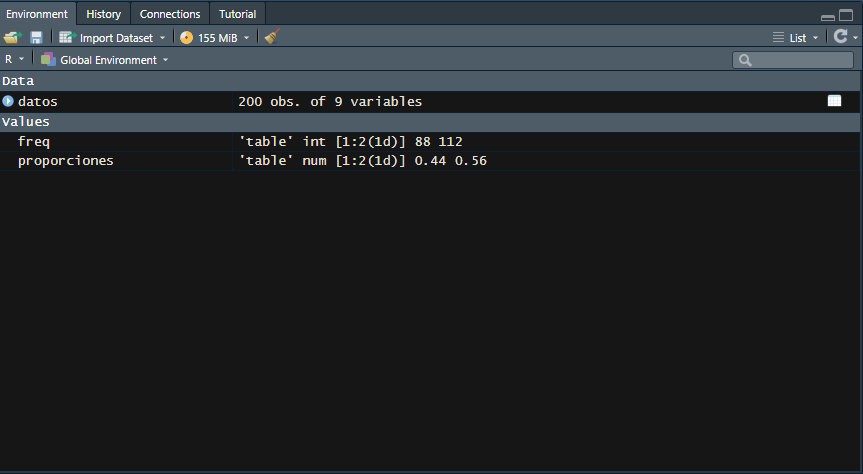 Environment History Connections Tutorial
Import Dataset 155 MiB List
R Global Environment
Data
datos 200 obs. of 9 variables
Values
freq 'table' int [1:2(1d)] 88 112
proporciones 'table' num [1:2(1d)] 0.44 0.56